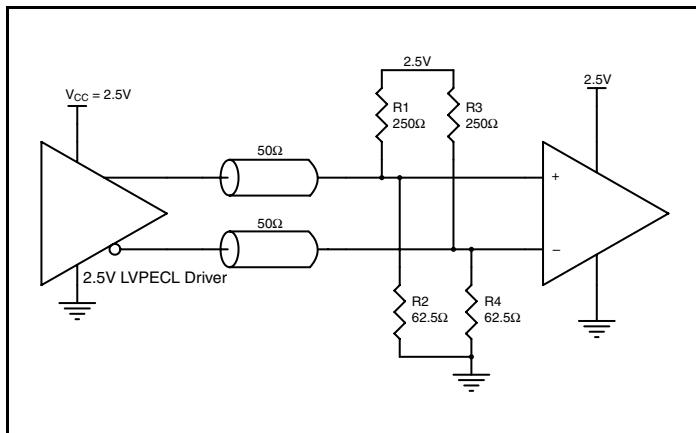 2.5V
2.5V
V_CC = 2.5V
R1
250Ω
R3
250Ω
50Ω
+
50Ω
−
2.5V LVPECL Driver
R2
62.5Ω
R4
62.5Ω